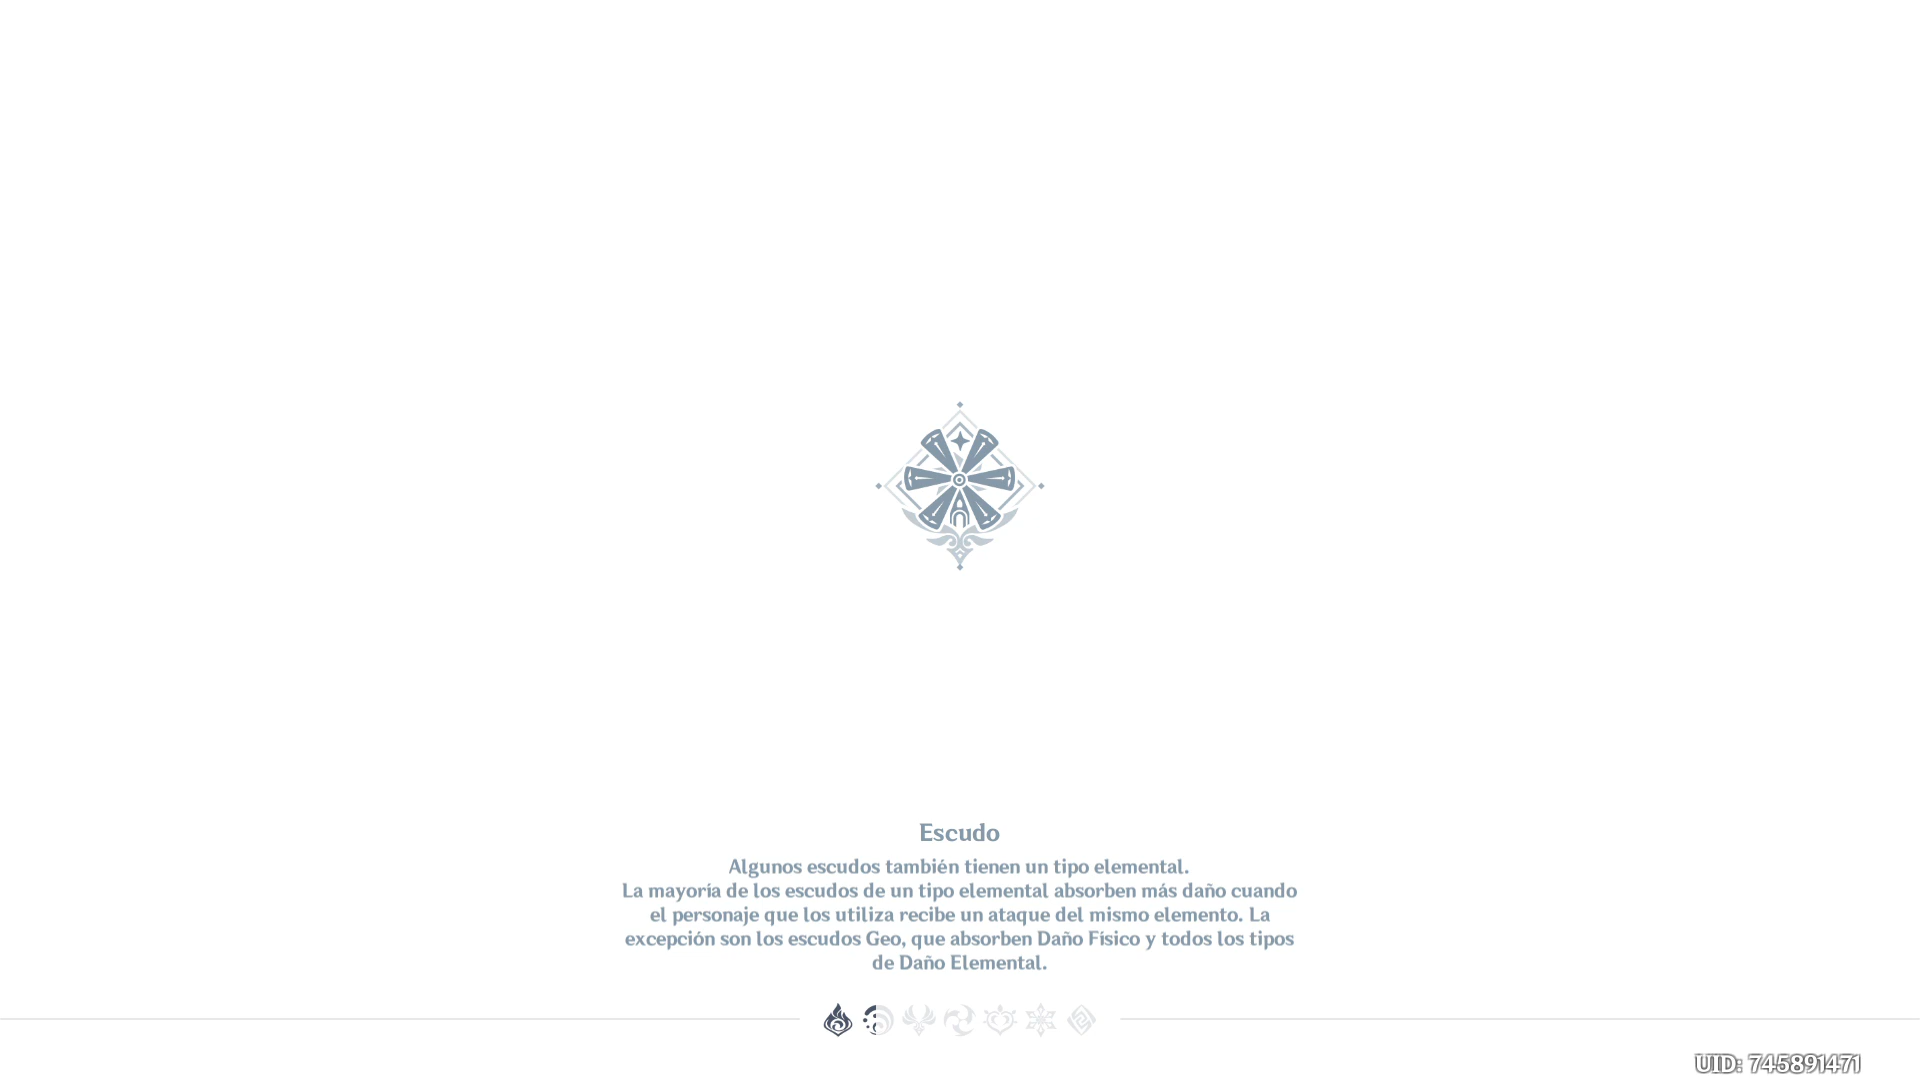 Escudo
Algunos escudos también tienen un tipo elemental.
La mayoría de los escudos de un tipo elemental absorben más daño cuando
el personaje que los utiliza recibe un ataque del mismo elemento. La
excepción son los escudos Geo, que absorben Daño Físico y todos los tipos
de Daño Elemental.
UID: 745891471